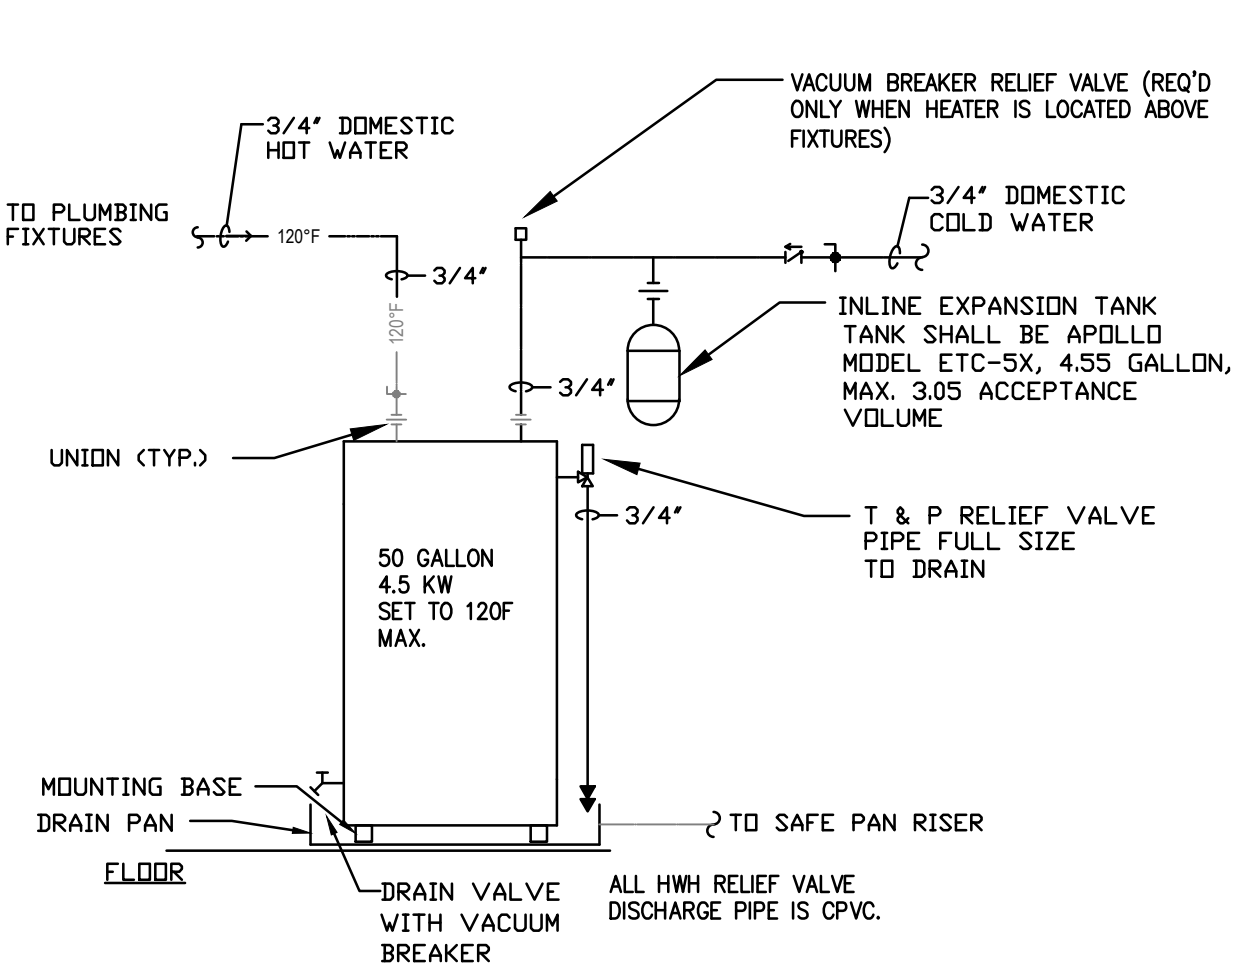 VACUUM BREAKER RELIEF VALVE (REQ'D
ONLY WHEN HEATER IS LOCATED ABOVE
FIXTURES)
3/4" DOMESTIC
HOT WATER
TO PLUMBING
FIXTURES
120°F
3/4"
120°F
3/4" DOMESTIC
COLD WATER
INLINE EXPANSION TANK
TANK SHALL BE APOLLO
MODEL ETC-5X, 4.55 GALLON,
MAX. 3.05 ACCEPTANCE
VOLUME
3/4"
UNION (TYP.)
3/4"
T & P RELIEF VALVE
PIPE FULL SIZE
TO DRAIN
50 GALLON
4.5 KW
SET TO 120F
MAX.
MOUNTING BASE
DRAIN PAN
TO SAFE PAN RISER
FLOOR
DRAIN VALVE
WITH VACUUM
BREAKER
ALL HWH RELIEF VALVE
DISCHARGE PIPE IS CPVC.